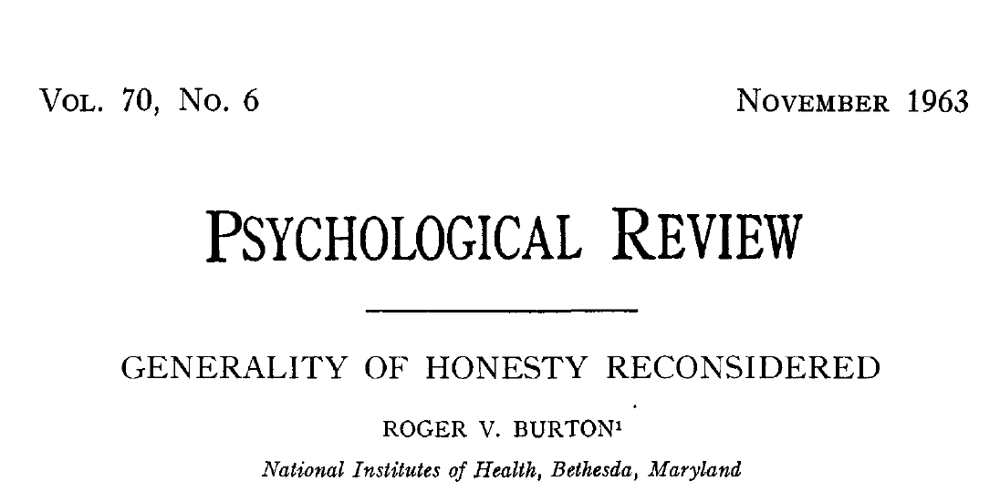 VOL. 70, NO. 6 NOVEMBER 1963
PSYCHOLOGICAL REVIEW
GENERALITY OF HONESTY RECONSIDERED
ROGER V. BURTON¹
National Institutes of Health, Bethesda, Maryland